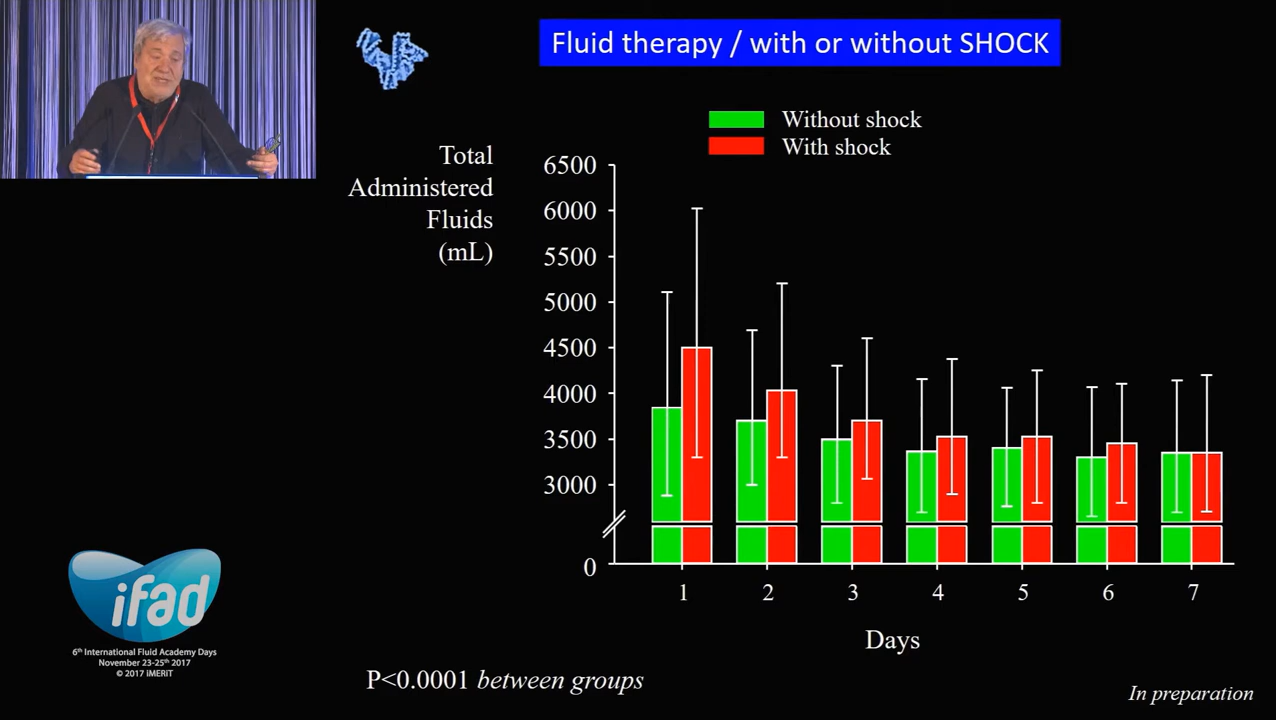 Fluid therapy / with or without SHOCK
Without shock
With shock
Total
Administered
Fluids
(mL)
6500
6000
5500
5000
4500
4000
3500
3000
0
1 2 3 4 5 6 7
Days
P<0.0001 between groups
In preparation
ifad
6th International Fluid Academy Days
November 23-25th 2017
© 2017 iMERIT